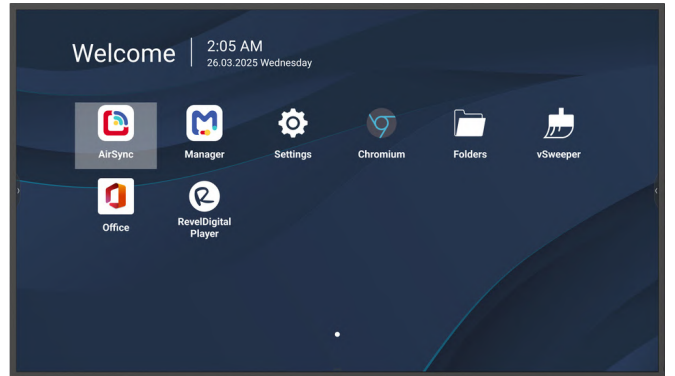 Welcome
2:05 AM
26.03.2025 Wednesday
AirSync
Manager
Settings
Chromium
Folders
vSweeper
Office
RevelDigital
Player